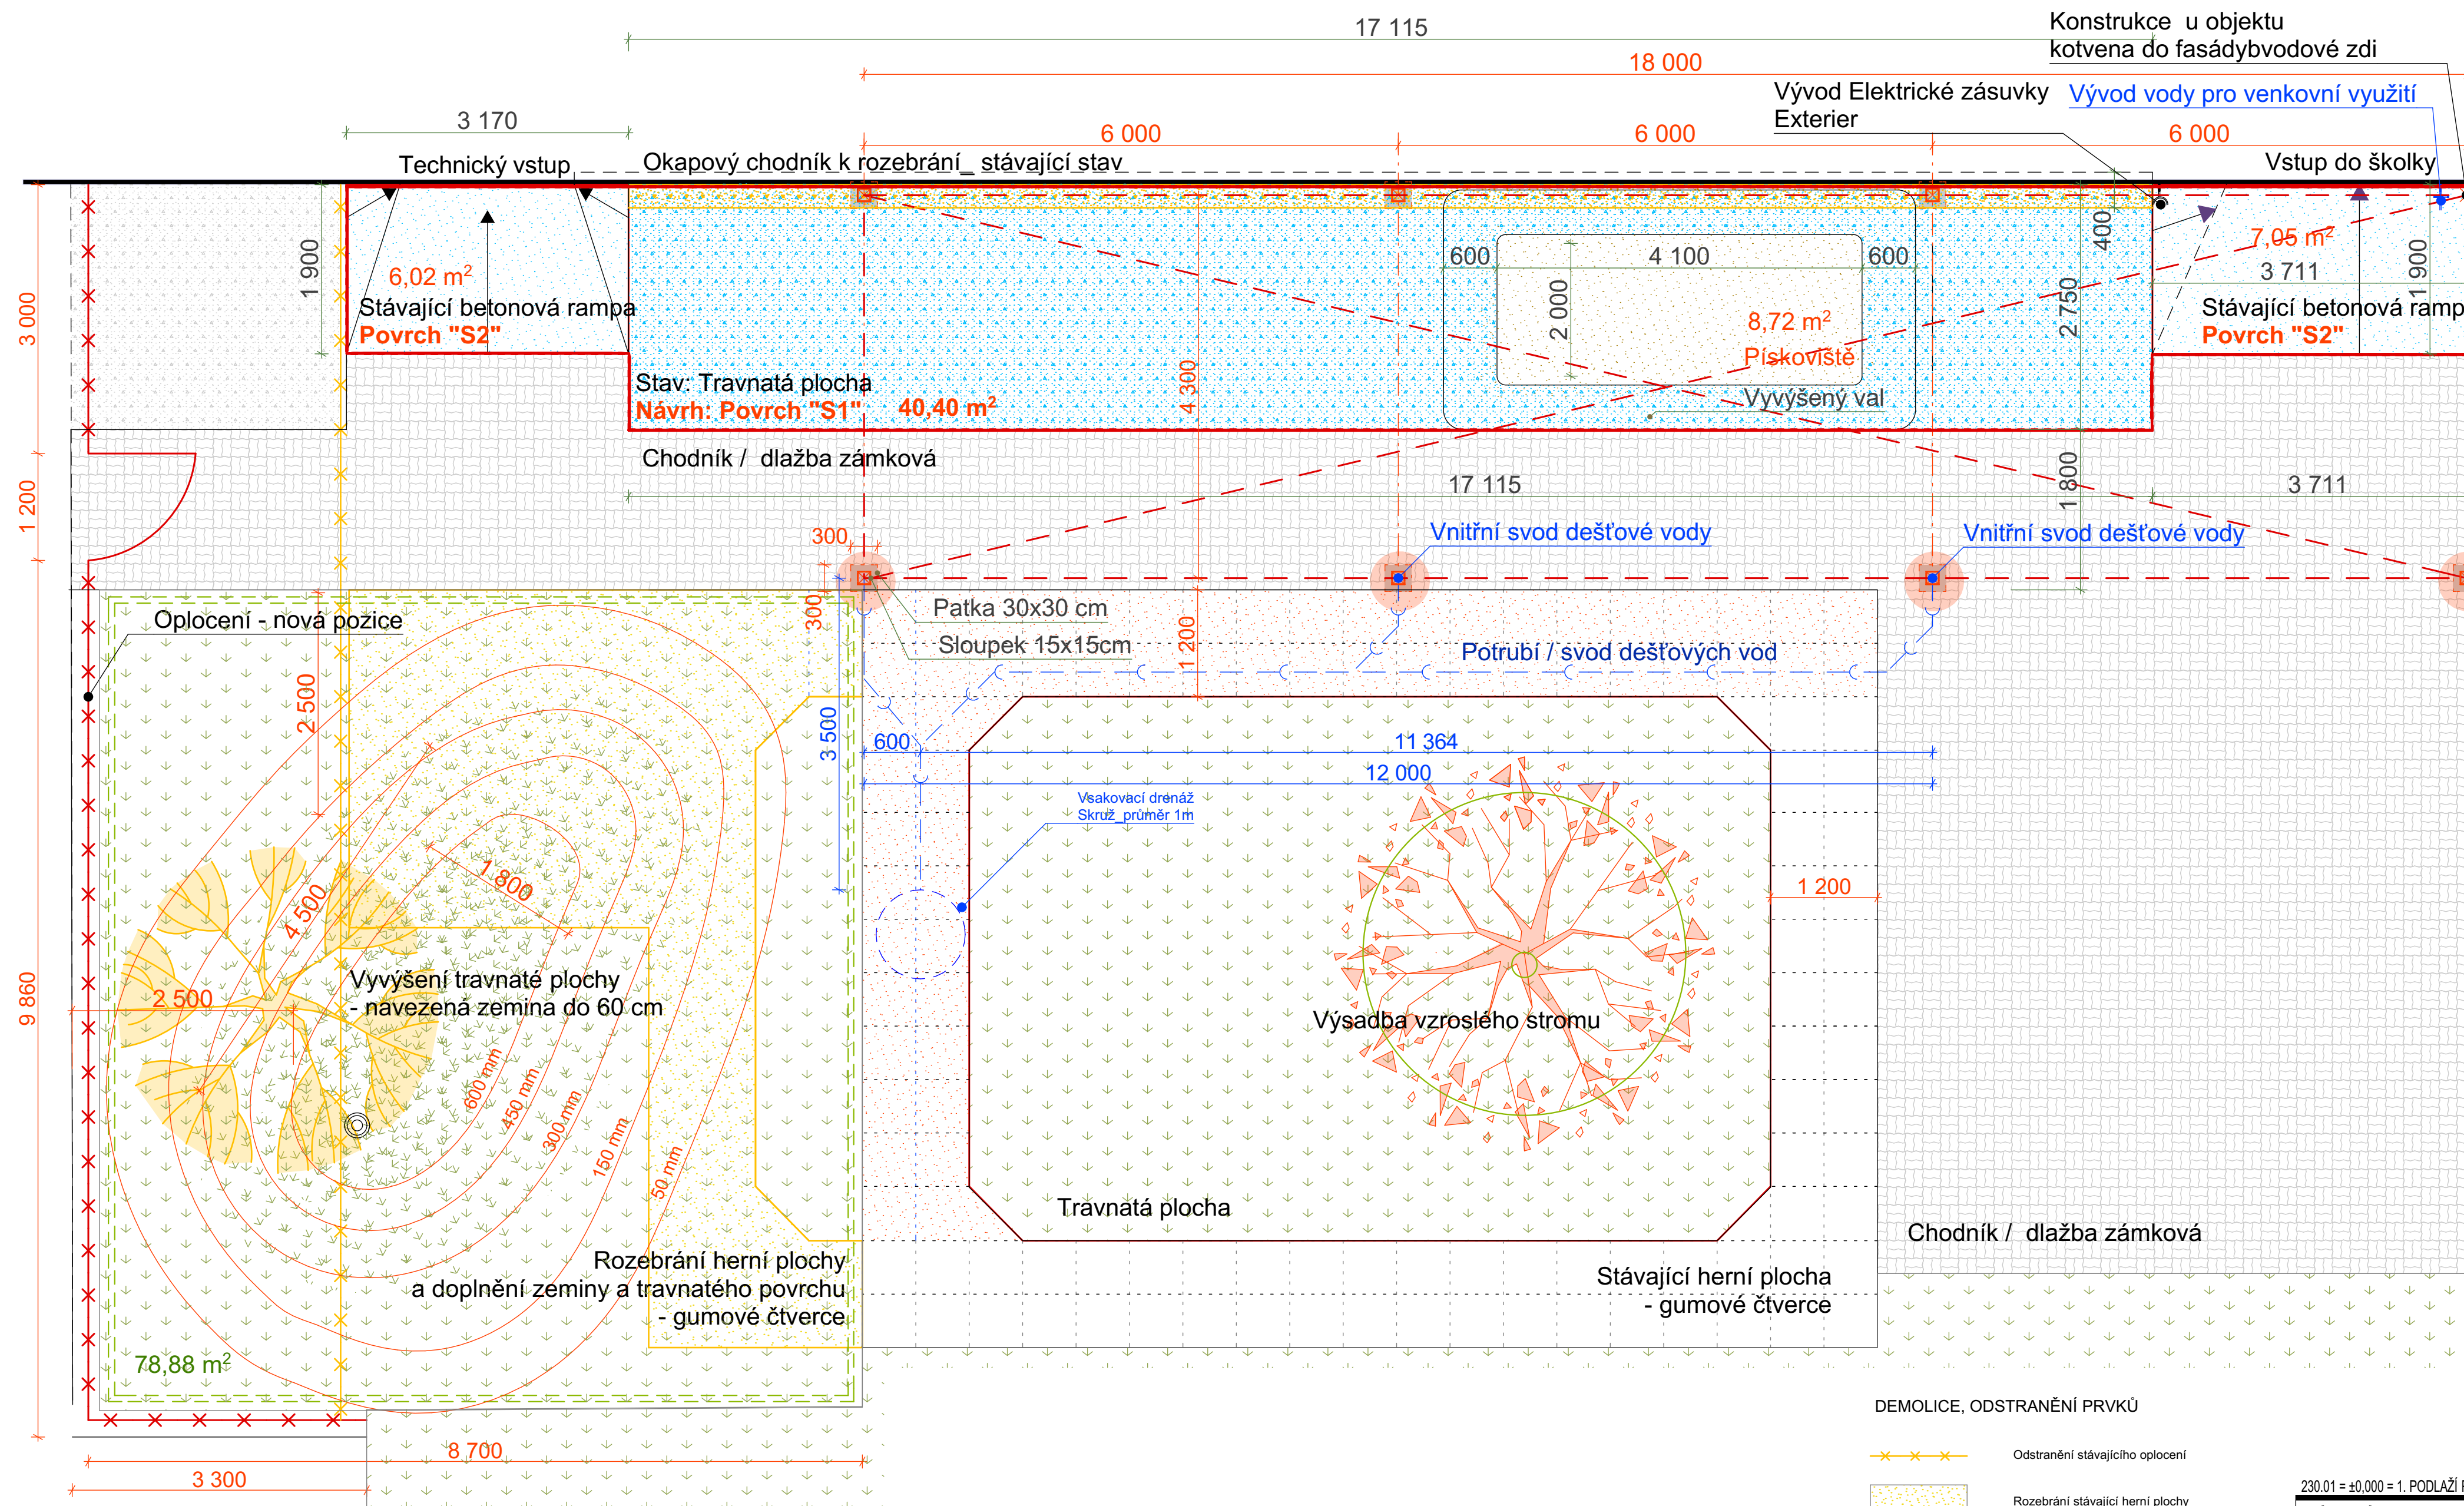 17 115
Konstrukce u objektu
kotvena do fasádybvodové zdi
18 000
Vývod Elektrické zásuvky
Exterier
Vývod vody pro venkovní využití
3 170
6 000
6 000
6 000
Technický vstup
Okapový chodník k rozebrání_ stávající stav
Vstup do školky
1 900
6,02 m²
Stávající betonová rampa
Povrch "S2"
600
4 100
600
2 000
8,72 m²
Pískoviště
Vyvýšený val
400
2 750
7,05 m²
3 711
1 900
Stávající betonová ramp
Povrch "S2"
3 000
Stav: Travnatá plocha
Návrh: Povrch "S1"
40,40 m²
4 300
Chodník / dlažba zámková
17 115
1 800
3 711
1 200
300
Vnitřní svod dešťové vody
Vnitřní svod dešťové vody
300
Patka 30x30 cm
Sloupek 15x15cm
1 200
Oplocení - nová pozice
Potrubí / svod dešťových vod
2 500
3 500
600
11 364
12 000
Vsakovací drenáž
Skruž_průměr 1m
1 800
4 500
1 200
9 860
2 500
Vyvýšení travnaté plochy
- navezená zemina do 60 cm
Výsadba vzroslého stromu
600 mm
450 mm
300 mm
150 mm
50 mm
Travnatá plocha
Chodník / dlažba zámková
Rozebrání herní plochy
a doplnění zeminy a travnatého povrchu
- gumové čtverce
Stávající herní plocha
- gumové čtverce
78,88 m²
8 700
3 300
DEMOLICE, ODSTRANĚNÍ PRVKŮ
Odstranění stávajícího oplocení
Rozebrání stávající herní plochy
230.01 = ±0,000 = 1. PODLAŽÍ